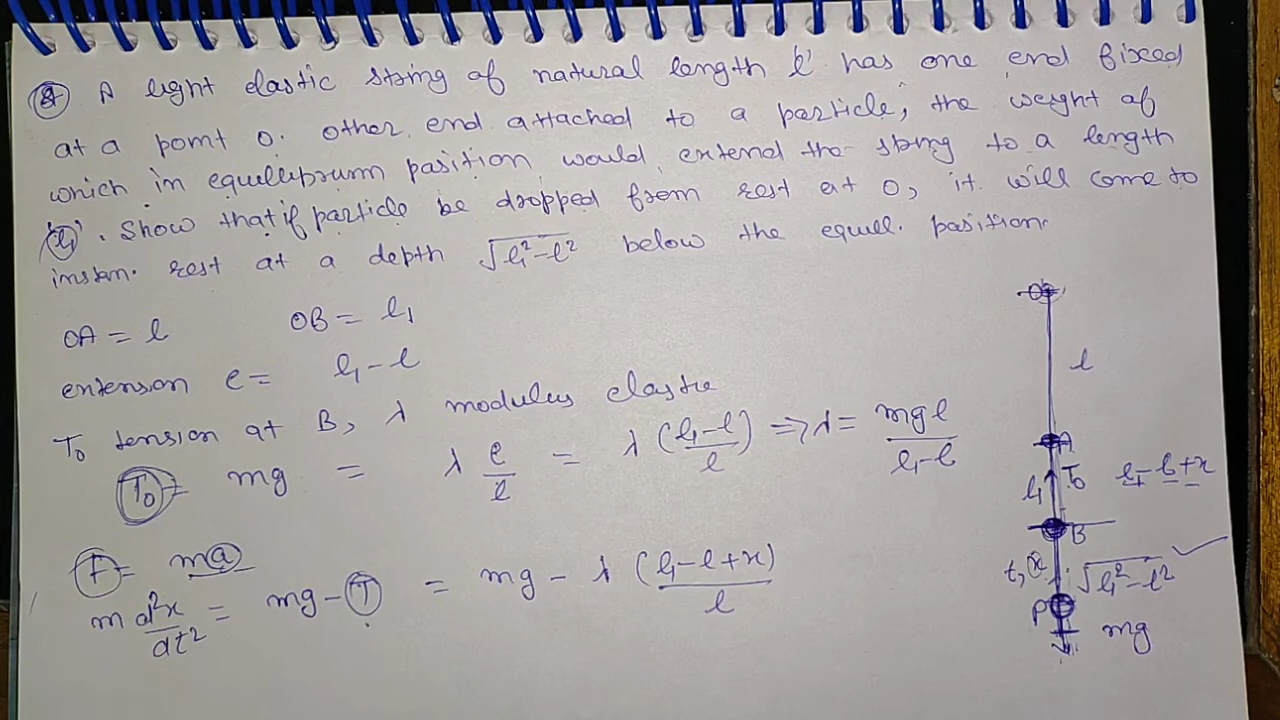 A light elastic string of natural length 'l' has one end fixed
at a point O. Other end attached to a particle, the weight of
which in equillibrium position would extend the string to a length
'l₁'. Show that if particle be dropped from rest at O, it will come to
instan. rest at a depth √(l₁²-l²) below the equill. position.
OA = l OB = l₁
extension e = l₁ - l
T₀ tension at B, λ modulus elastic
T₀ = mg = λ e/l = λ (l₁-l)/l ⇒ λ = mgl/(l₁-l)
F = ma
m d²x/dt² = mg - T = mg - λ (l₁-l+x)/l
O
l
A
l₁ T₀ l₁-l+x
B
t, x √(l₁²-l²)
P
mg